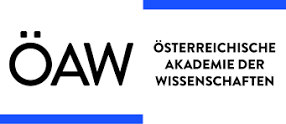 ÖAW
ÖSTERREICHISCHE
AKADEMIE DER
WISSENSCHAFTEN